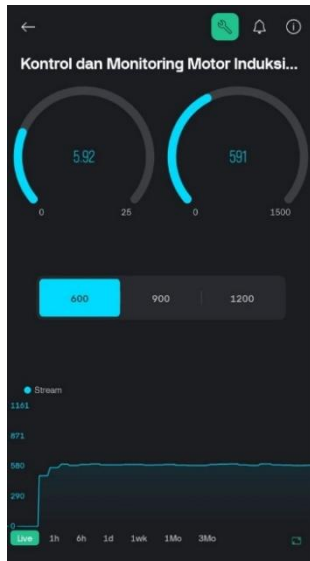 Kontrol dan Monitoring Motor Induksi...
5.92
0 25
591
0 1500
600 900 1200
Stream
1161
871
580
290
0
Live 1h 6h 1d 1wk 1Mo 3Mo